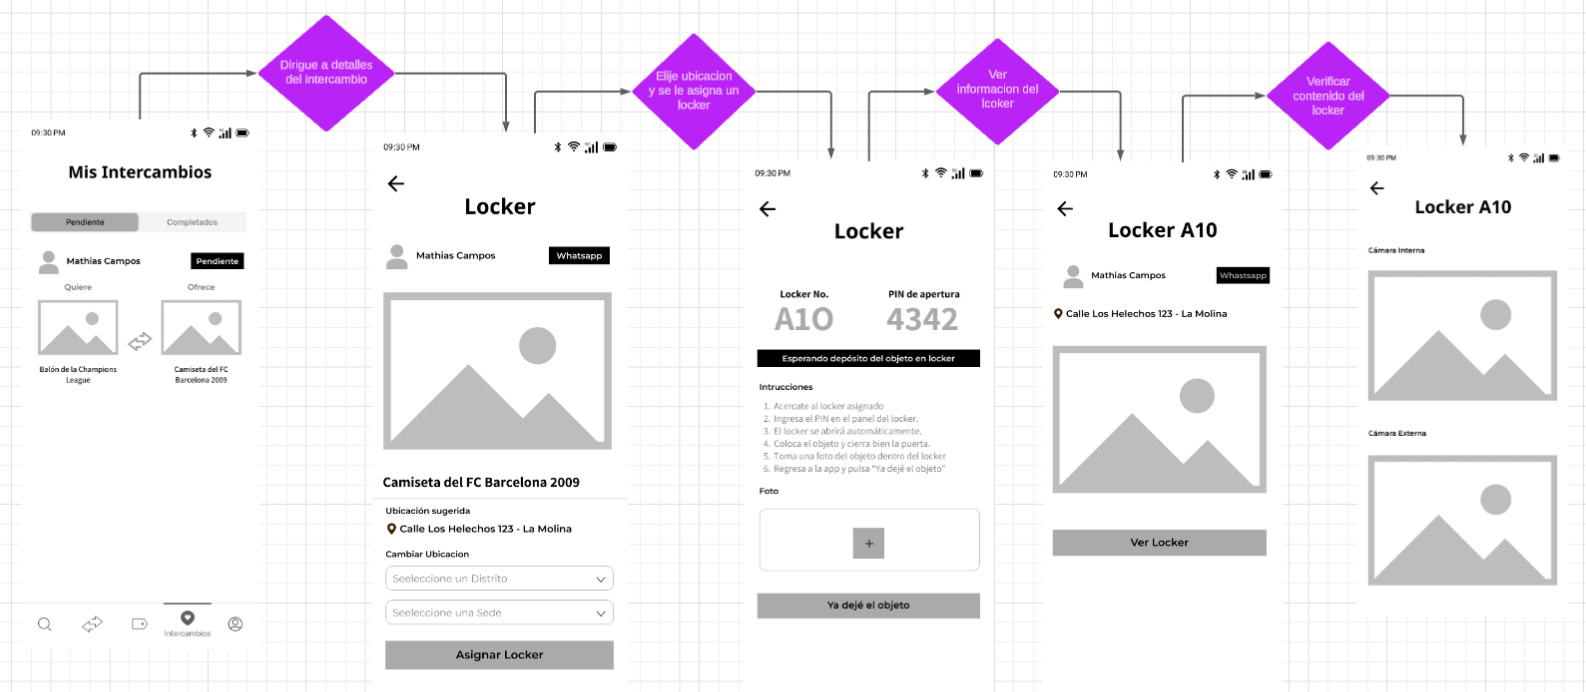 Dirigue a detalles
del intercambio
Elije ubicacion
y se le asigna un
locker
Ver
informacion del
lcoker
Verificar
contenido del
locker
09:30 PM
Mis Intercambios
Pendiente
Completados
Mathias Campos
Pendiente
Quiere
Ofrece
Balón de la Champions
League
Camiseta del FC
Barcelona 2009
Intercambios
09:30 PM
Locker
Mathias Campos
Whatsapp
Camiseta del FC Barcelona 2009
Ubicación sugerida
Calle Los Helechos 123 - La Molina
Cambiar Ubicacion
Seeleccione un Distrito
Seeleccione una Sede
Asignar Locker
09:30 PM
Locker
Locker No.
PIN de apertura
A10
4342
Esperando depósito del objeto en locker
Intrucciones
1. Acercate al locker asignado
2. Ingresa el PIN en el panel del locker.
3. El locker se abrirá automáticamente.
4. Coloca el objeto y cierra bien la puerta.
5. Toma una foto del objeto dentro del locker
6. Regresa a la app y pulsa "Ya dejé el objeto"
Foto
+
Ya dejé el objeto
09:30 PM
Locker A10
Mathias Campos
Whastsapp
Calle Los Helechos 123 - La Molina
Ver Locker
09:30 PM
Locker A10
Cámara Interna
Cámara Externa